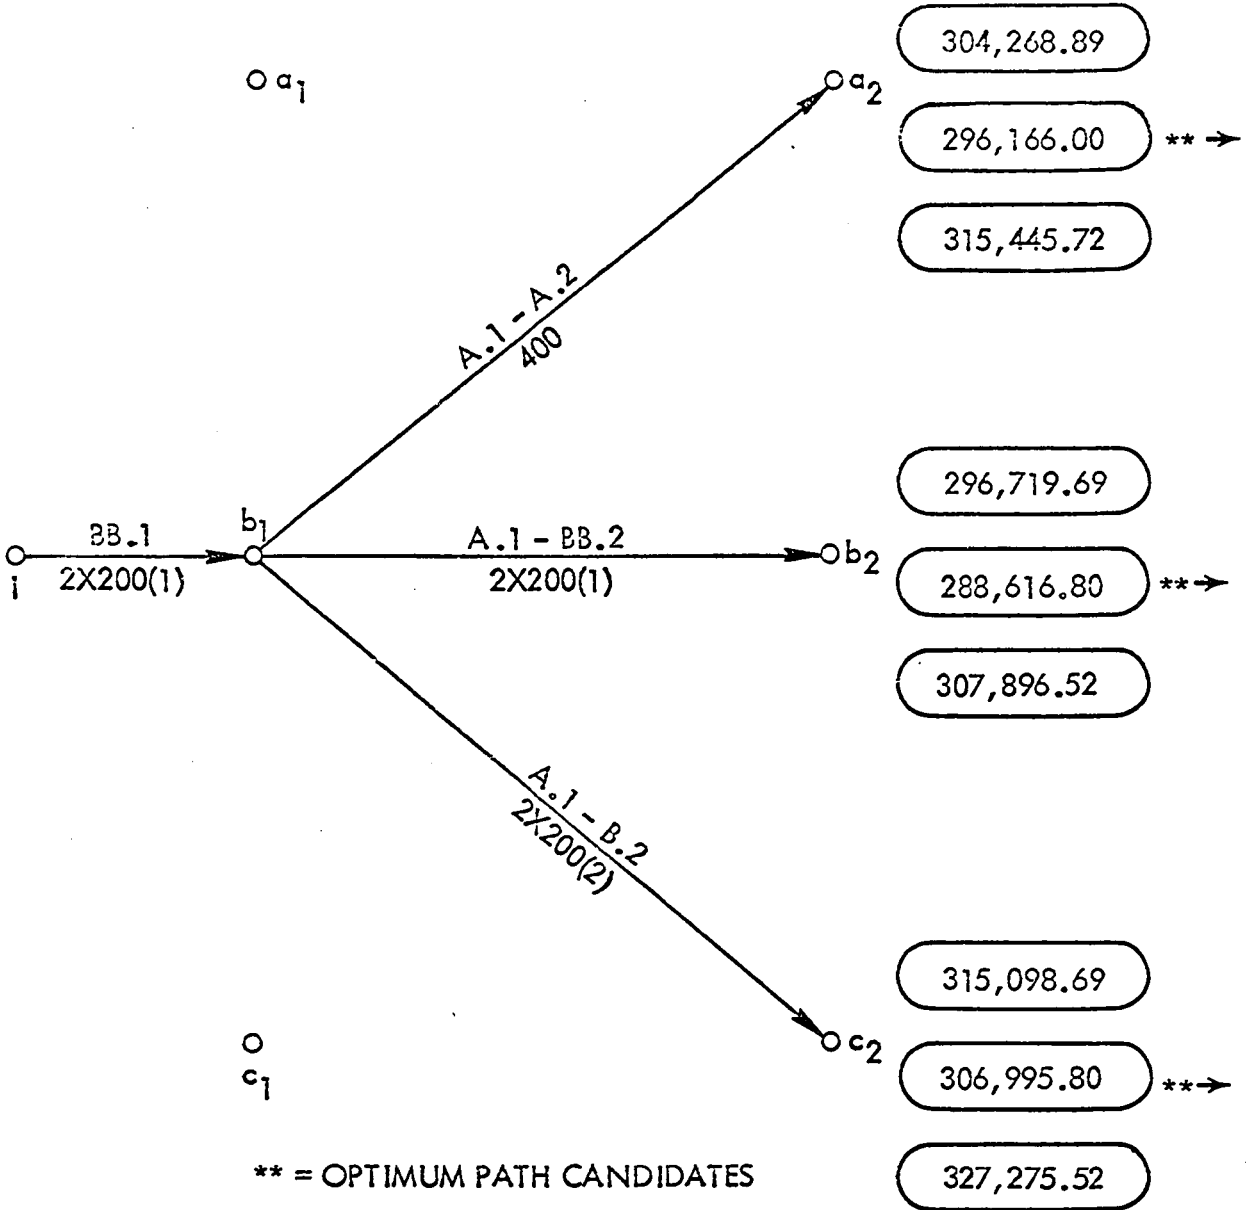 304,268.89
a1
a2
296,166.00 ** →
315,445.72
A.1 - A.2
400
296,719.69
b1
BB.1
A.1 - BB.2
b2
i
2X200(1)
2X200(1)
288,616.80 ** →
307,896.52
A.1 - B.2
2X200(2)
315,098.69
c2
c1
306,995.80 ** →
** = OPTIMUM PATH CANDIDATES
327,275.52